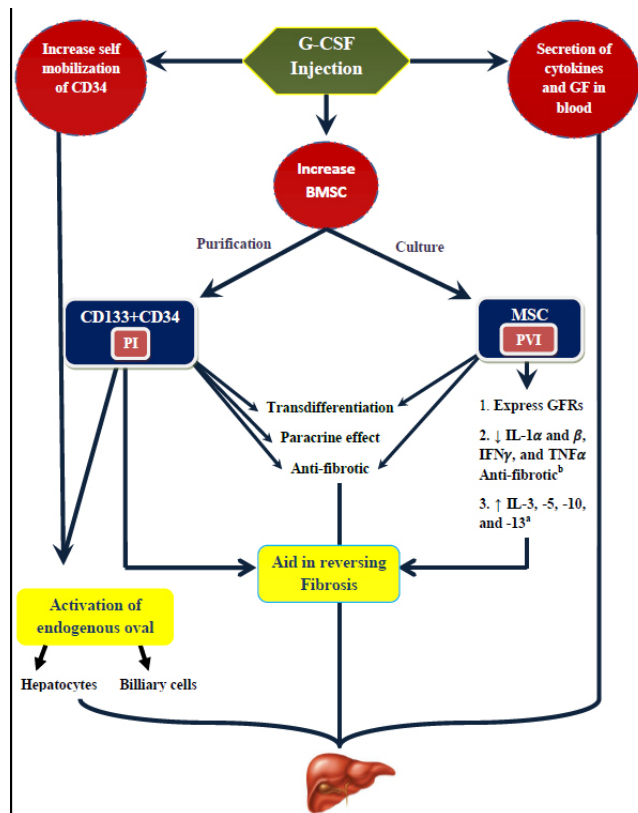 Increase self
mobilization
of CD34
G-CSF
Injection
Secretion of
cytokines
and GF in
blood
Increase
BMSC
Purification
Culture
CD133+CD34
PI
MSC
PVI
Transdifferentiation
Paracrine effect
Anti-fibrotic
1. Express GFRs
2. ↓ IL-1α and β,
IFNγ, and TNFα
Anti-fibroticᵇ
3. ↑ IL-3, -5, -10,
and -13ᵃ
Aid in reversing
Fibrosis
Activation of
endogenous oval
Hepatocytes
Billiary cells